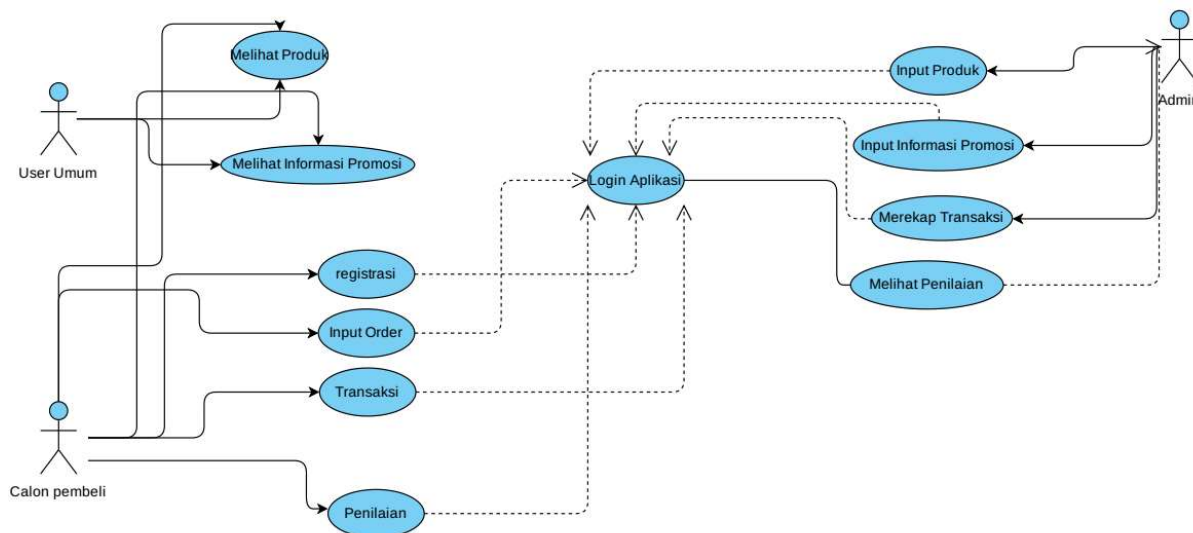 Melihat Produk
Input Produk
Admin
User Umum
Melihat Informasi Promosi
Input Informasi Promosi
Login Aplikasi
Merekap Transaksi
registrasi
Melihat Penilaian
Input Order
Transaksi
Calon pembeli
Penilaian